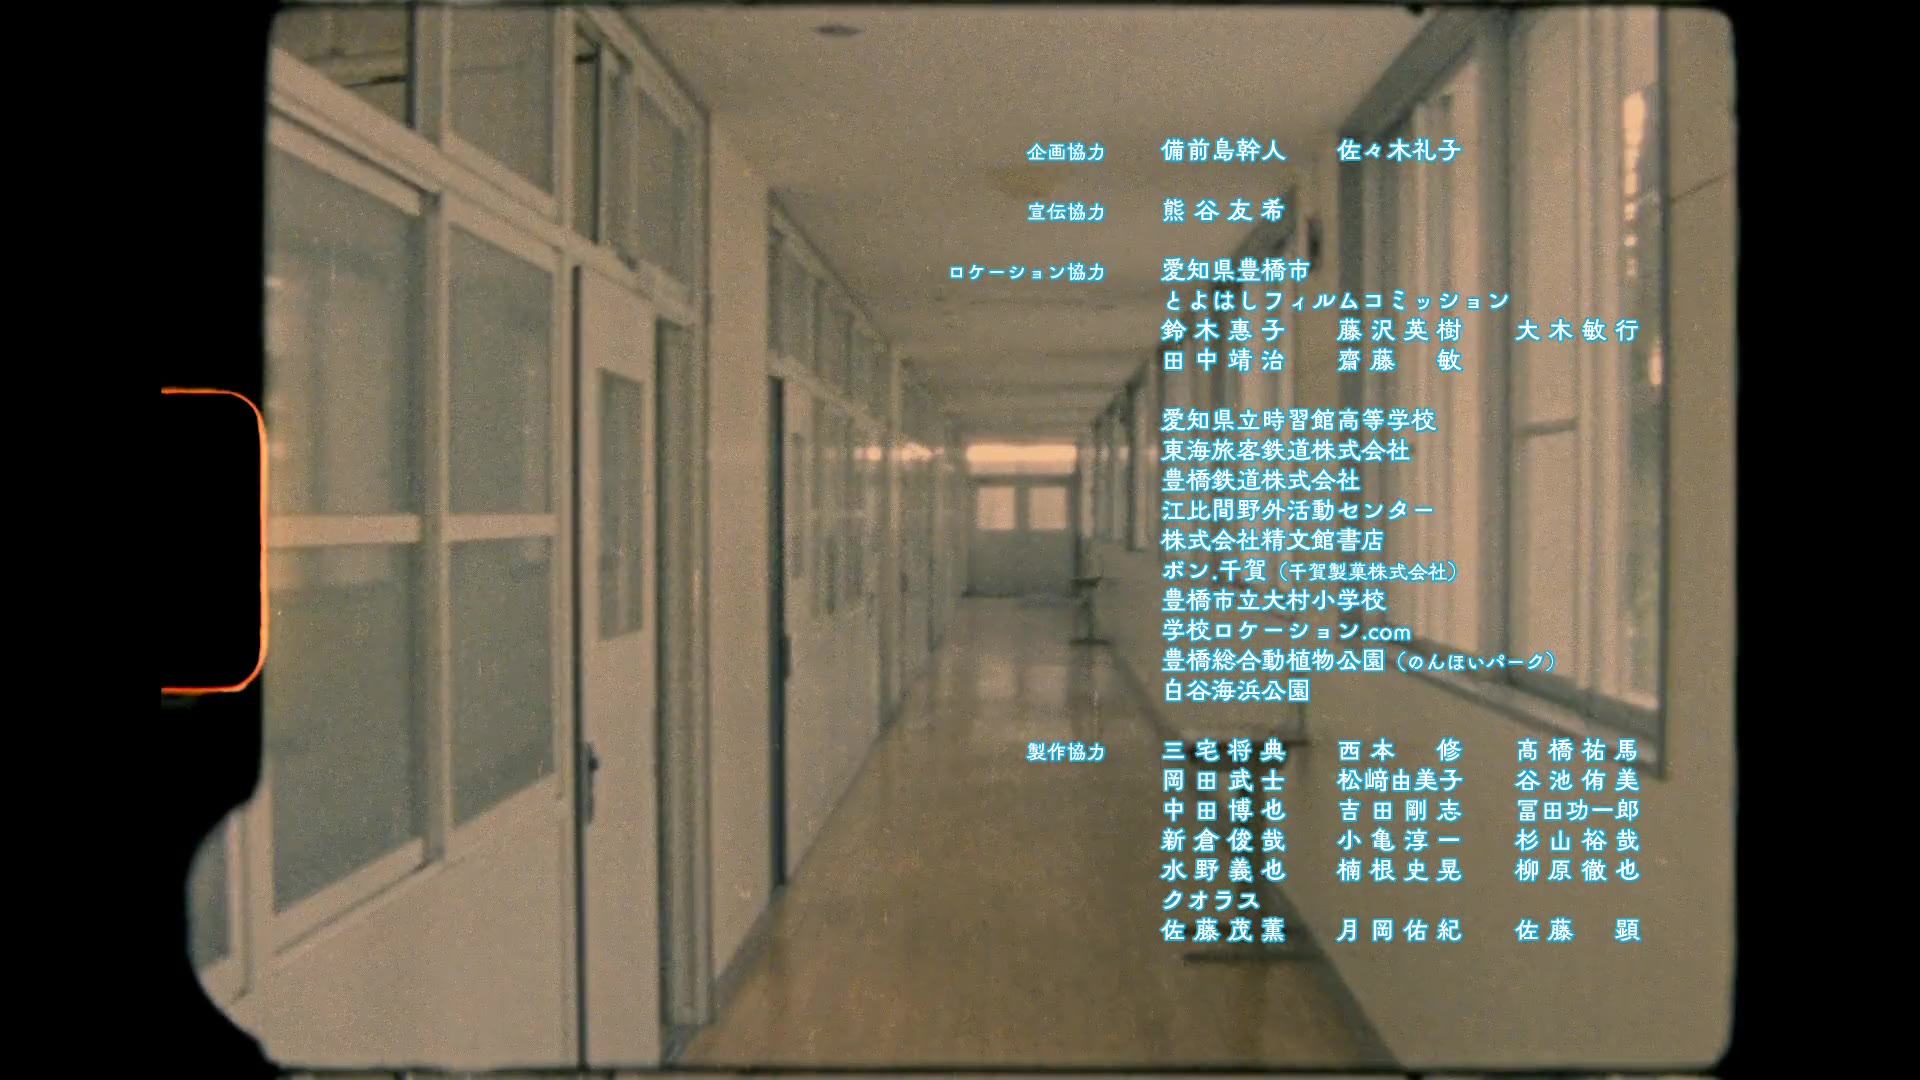 企画協力 備前島幹人 佐々木礼子
宣伝協力 熊谷友希
ロケーション協力 愛知県豊橋市
とよはしフィルムコミッション
鈴木惠子 藤沢英樹 大木敏行
田中靖治 齋藤 敏
愛知県立時習館高等学校
東海旅客鉄道株式会社
豊橋鉄道株式会社
江比間野外活動センター
株式会社精文館書店
ボン.千賀（千賀製菓株式会社）
豊橋市立大村小学校
学校ロケーション.com
豊橋総合動植物公園（のんほいパーク）
白谷海浜公園
製作協力 三宅将典 西本 修 髙橋祐馬
岡田武士 松﨑由美子 谷池侑美
中田博也 吉田剛志 冨田功一郎
新倉俊哉 小亀淳一 杉山裕哉
水野義也 楠根史晃 柳原徹也
クオラス
佐藤茂薫 月岡佑紀 佐藤 顕